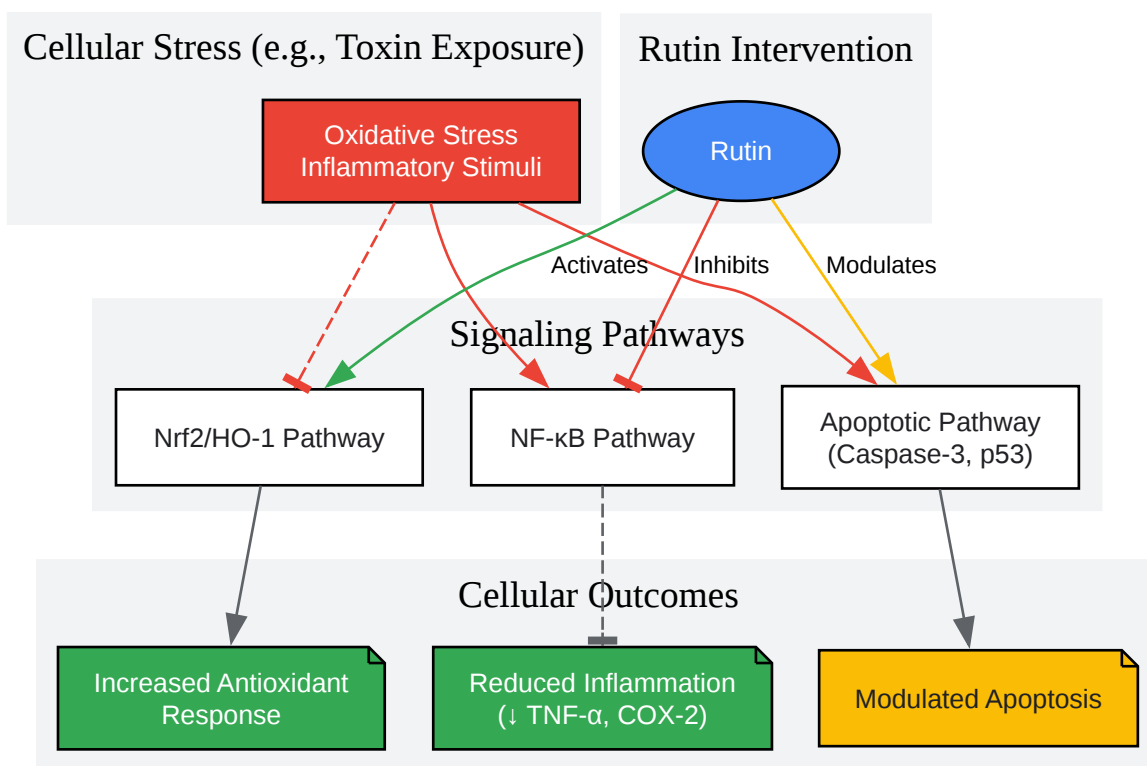 Cellular Stress (e.g., Toxin Exposure)
Rutin Intervention
Oxidative Stress
Inflammatory Stimuli
Rutin
Activates
Inhibits
Modulates
Signaling Pathways
Nrf2/HO-1 Pathway
NF-κB Pathway
Apoptotic Pathway
(Caspase-3, p53)
Cellular Outcomes
Increased Antioxidant
Response
Reduced Inflammation
(↓ TNF-α, COX-2)
Modulated Apoptosis